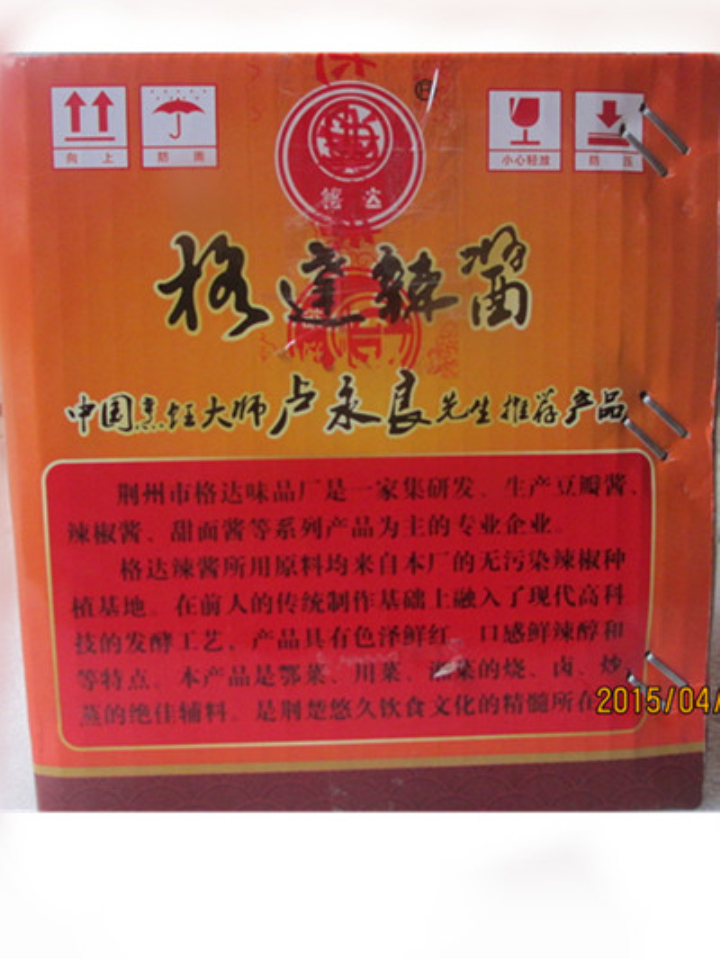 向 上
防 雨
小心轻放
防 压
格 达
格達辣醬
中国烹饪大师卢永良先生推荐产品
荆州市格达味品厂是一家集研发、生产豆瓣酱、
辣椒酱、甜面酱等系列产品为主的专业企业。
格达辣酱所用原料均来自本厂的无污染辣椒种
植基地。在前人的传统制作基础上融入了现代高科
技的发酵工艺。产品具有色泽鲜红、口感鲜辣醇和
等特点。本产品是鄂菜、川菜、湘菜的烧、卤、炒、
蒸的绝佳辅料。是荆楚悠久饮食文化的精髓所在
2015/04/